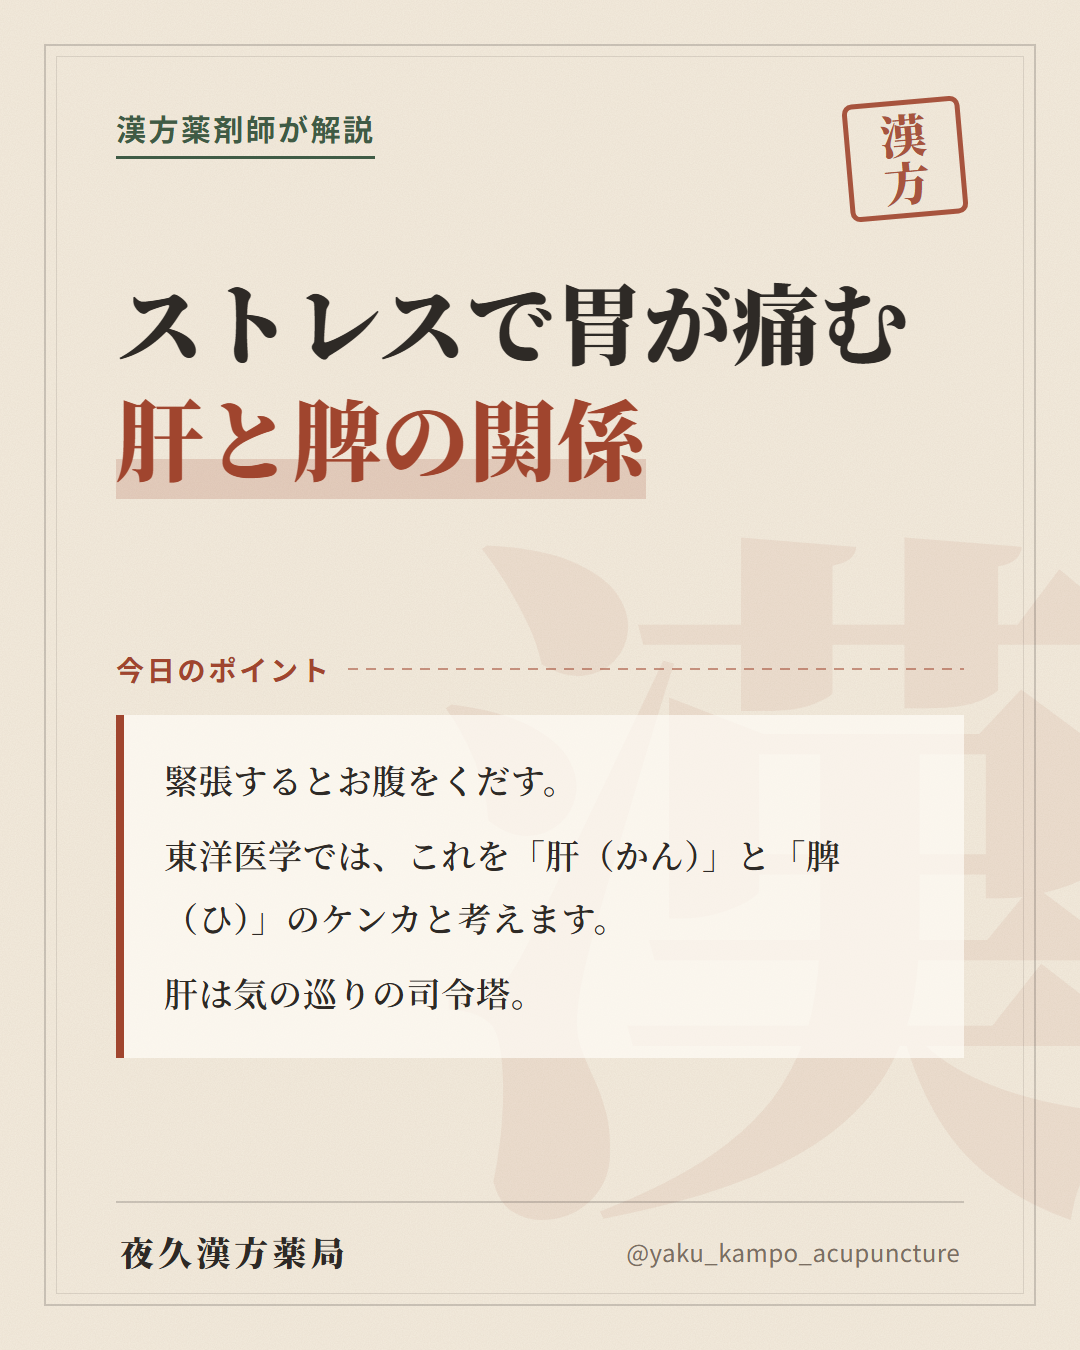 漢方薬剤師が解説
漢方
ストレスで胃が痛む
肝と脾の関係
今日のポイント
緊張するとお腹をくだす。
東洋医学では、これを「肝（かん）」と「脾
（ひ）」のケンカと考えます。
肝は気の巡りの司令塔。
漢
夜久漢方薬局
@yaku_kampo_acupuncture